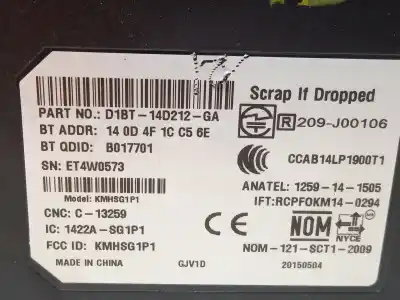 Scrap If Dropped
PART NO.: D1BT-14D212-GA
BT ADDR: 14 0D 4F 1C C5 6E
BT QDID: B017701
SN: ET4W0573
Model: KMHSG1P1
CNC: C-13259
IC: 1422A-SG1P1
FCC ID: KMHSG1P1
MADE IN CHINA
GJV1D
R 209-J00106
CCC
CCAB14LP1900T1
ANATEL: 1259-14-1505
IFT:RCPFOKM14-0294
CE
NOM
NYCE
NOM-121-SCT1-2009
20150504